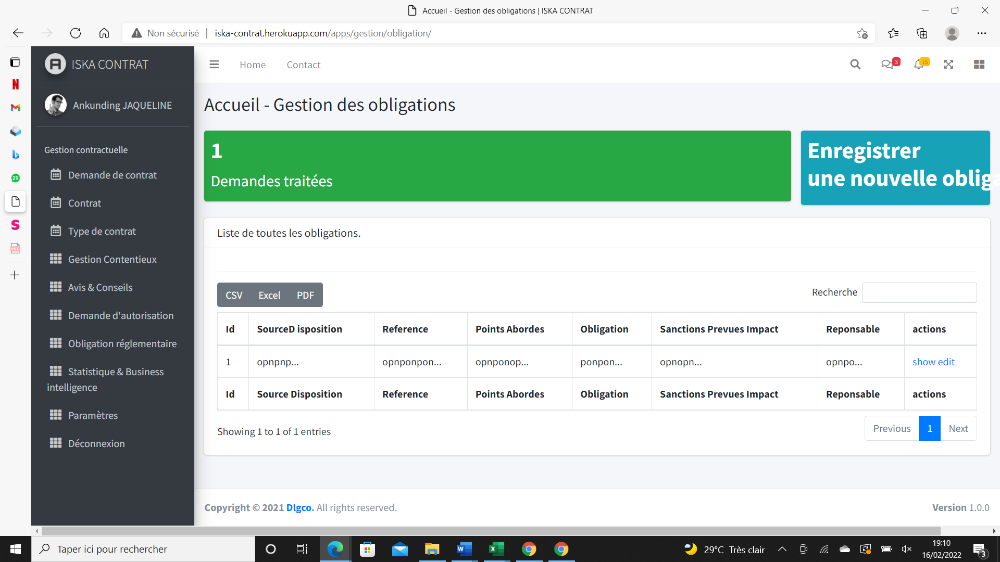 Accueil - Gestion des obligations | ISKA CONTRAT
Non sécurisé | iska-contrat.herokuapp.com/apps/gestion/obligation/
ISKA CONTRAT
Home Contact
3
15
Ankunding JAQUELINE
Gestion contractuelle
Demande de contrat
Contrat
Type de contrat
Gestion Contentieux
Avis & Conseils
Demande d'autorisation
Obligation réglementaire
Statistique & Business
intelligence
Paramètres
Déconnexion
29
PDF
Accueil - Gestion des obligations
1
Demandes traitées
Enregistrer
une nouvelle obliga
Liste de toutes les obligations.
CSV Excel PDF
Recherche
Id SourceD isposition Reference Points Abordes Obligation Sanctions Prevues Impact Reponsable actions
1 opnpnp... opnponpon... opnponop... ponpon... opnopn... opnpo... show edit
Id Source Disposition Reference Points Abordes Obligation Sanctions Prevues Impact Reponsable actions
Showing 1 to 1 of 1 entries
Previous 1 Next
Copyright © 2021 Dlgco. All rights reserved.
Version 1.0.0
Taper ici pour rechercher
29°C Très clair
19:10
16/02/2022
3